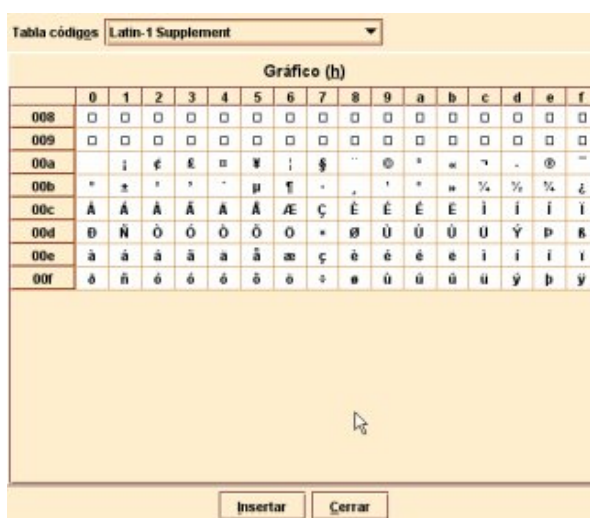 Tabla códigos Latin-1 Supplement
Gráfico (h)
0 1 2 3 4 5 6 7 8 9 a b c d e f
008 □ □ □ □ □ □ □ □ □ □ □ □ □ □ □ □
009 □ □ □ □ □ □ □ □ □ □ □ □ □ □ □ □
00a ¡ ¢ £ ¤ ¥ ¦ § ¨ © ª « ¬ - ® ¯
00b ° ± ² ³ ´ µ ¶ · ¸ ¹ º » ¼ ½ ¾ ¿
00c À Á Â Ã Ä Å Æ Ç È É Ê Ë Ì Í Î Ï
00d Ð Ñ Ò Ó Ô Õ Ö × Ø Ù Ú Û Ü Ý Þ ß
00e à á â ã ä å æ ç è é ê ë ì í î ï
00f ð ñ ò ó ô õ ö ÷ ø ù ú û ü ý þ ÿ
Insertar Cerrar